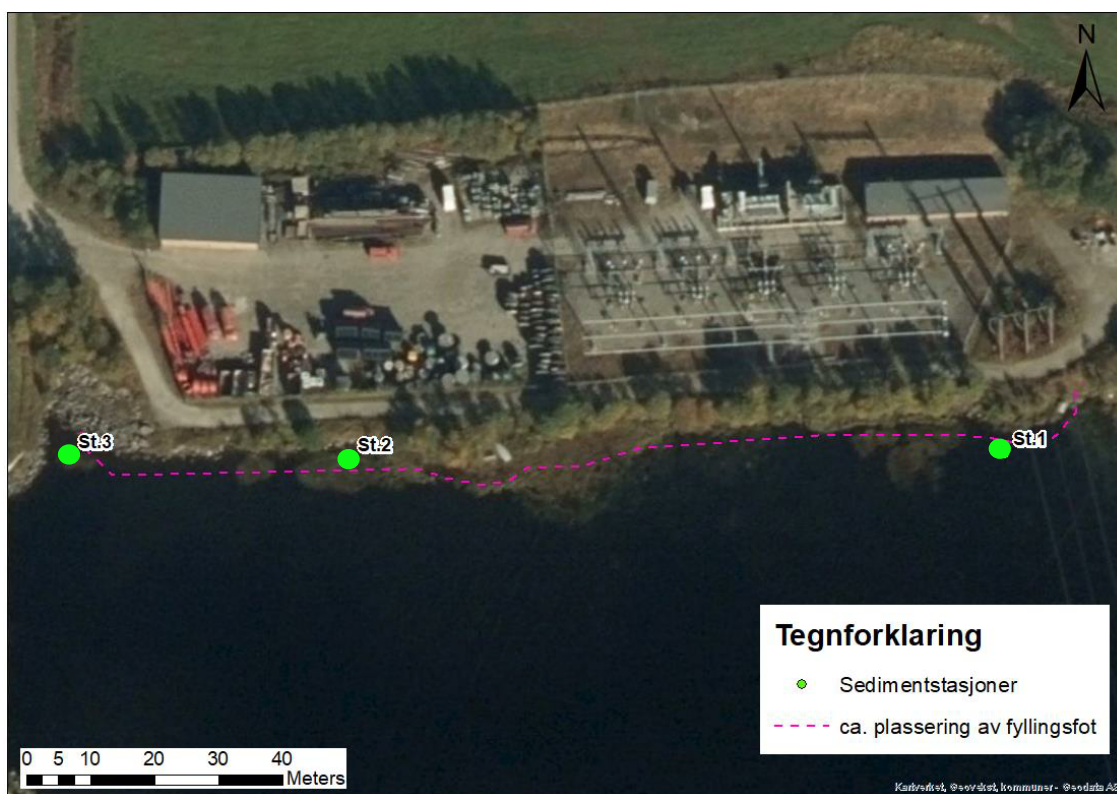 N
St.3
St.2
St.1
Tegnforklaring
Sedimentstasjoner
ca. plassering av fyllingsfot
0 5 10 20 30 40
Meters
Kartverket, Geovekst, kommuner - Geodata AS